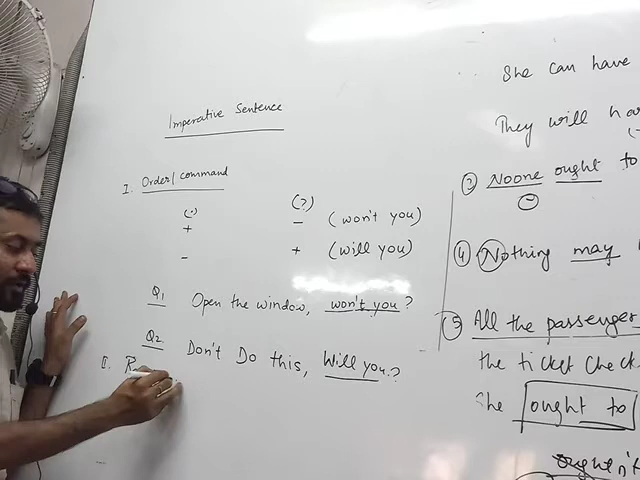 Imperative Sentence
I. Order/command
(.) (?)
+ - (won't you)
- + (will you)
Q1 Open the window, won't you?
Q2 Don't Do this, Will you?
II. R
She can have
They will ha
③ Noone ought to
④ Nothing may
⑤ All the passenger
the ticket check
She ought to
oughtn't